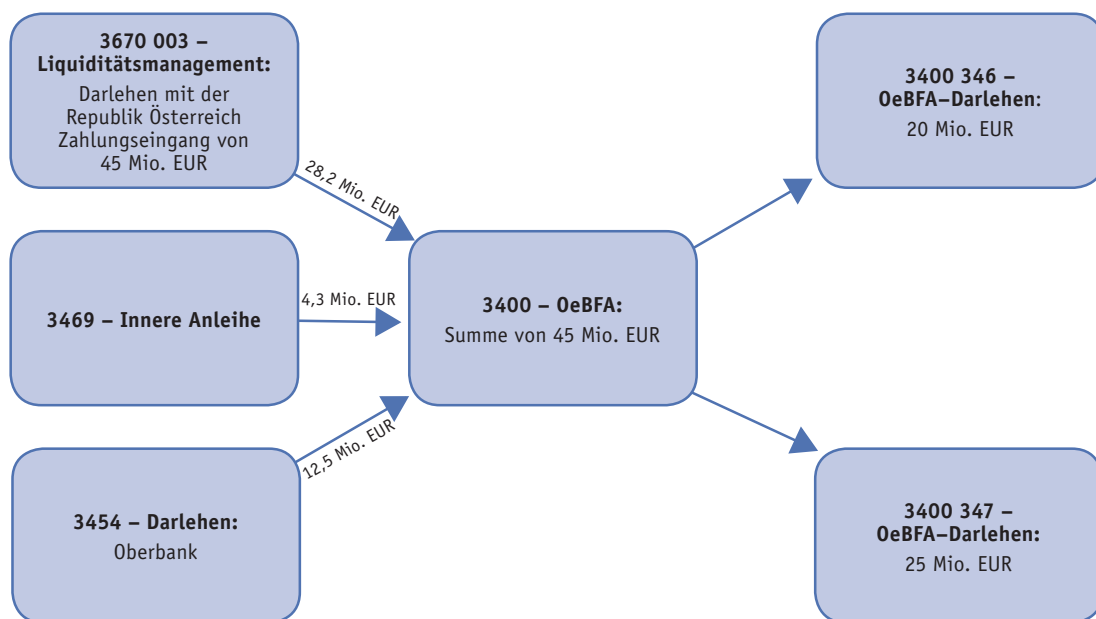 3670 003 –
Liquiditätsmanagement:
Darlehen mit der
Republik Österreich
Zahlungseingang von
45 Mio. EUR
28,2 Mio. EUR
3469 – Innere Anleihe
4,3 Mio. EUR
3454 – Darlehen:
Oberbank
12,5 Mio. EUR
3400 – OeBFA:
Summe von 45 Mio. EUR
3400 346 –
OeBFA–Darlehen:
20 Mio. EUR
3400 347 –
OeBFA–Darlehen:
25 Mio. EUR